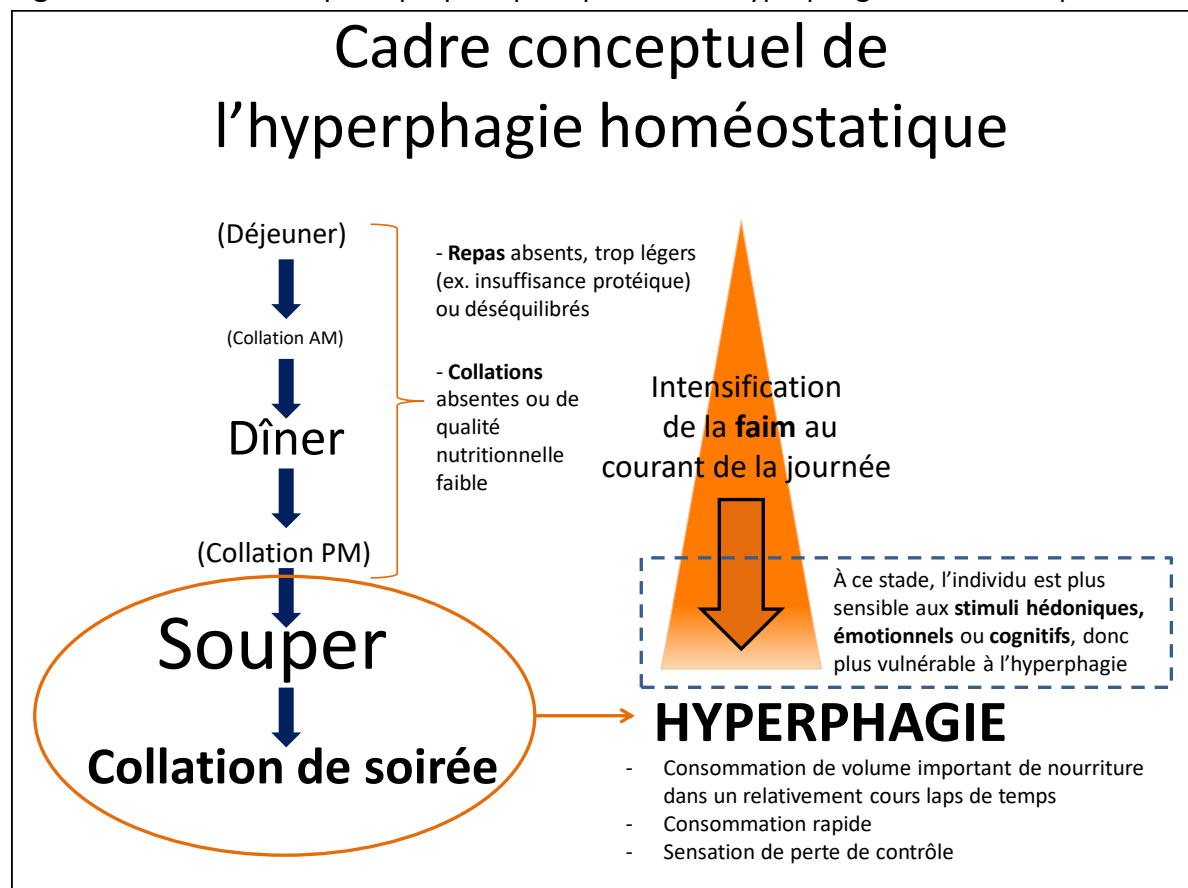 Cadre conceptuel de
l'hyperphagie homéostatique
(Déjeuner)
(Collation AM)
Dîner
(Collation PM)
Souper
Collation de soirée
- Repas absents, trop légers
(ex. insuffisance protéique)
ou déséquilibrés
- Collations
absentes ou de
qualité
nutritionnelle
faible
Intensification
de la faim au
courant de la journée
À ce stade, l'individu est plus
sensible aux stimuli hédoniques,
émotionnels ou cognitifs, donc
plus vulnérable à l'hyperphagie
HYPERPHAGIE
- Consommation de volume important de nourriture
dans un relativement cours laps de temps
- Consommation rapide
- Sensation de perte de contrôle